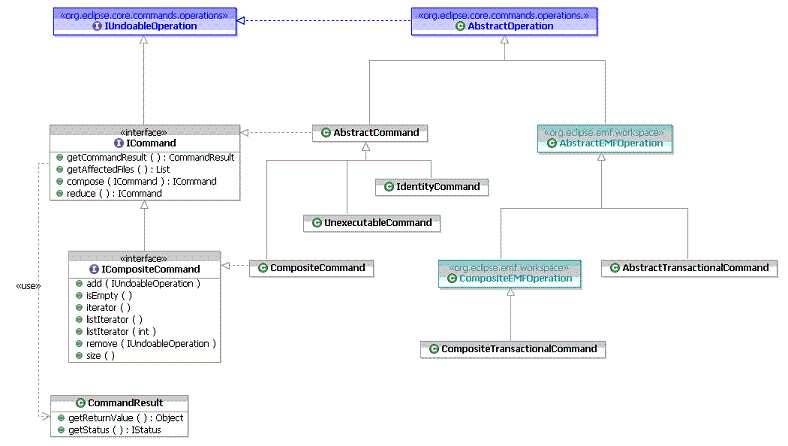 «org.eclipse.core.commands.operations.»
IUndoableOperation
«org.eclipse.core.commands.operations.»
AbstractOperation
«interface»
ICommand
getCommandResult ( ) : CommandResult
getAffectedFiles ( ) : List
compose ( ICommand ) : ICommand
reduce ( ) : ICommand
AbstractCommand
«org.eclipse.emf.workspace»
AbstractEMFOperation
IdentityCommand
UnexecutableCommand
«interface»
ICompositeCommand
add ( IUndoableOperation )
isEmpty ( )
iterator ( )
listIterator ( )
listIterator ( int )
remove ( IUndoableOperation )
size ( )
CompositeCommand
«org.eclipse.emf.workspace»
CompositeEMFOperation
AbstractTransactionalCommand
«use»
CompositeTransactionalCommand
CommandResult
getReturnValue ( ) : Object
getStatus ( ) : IStatus